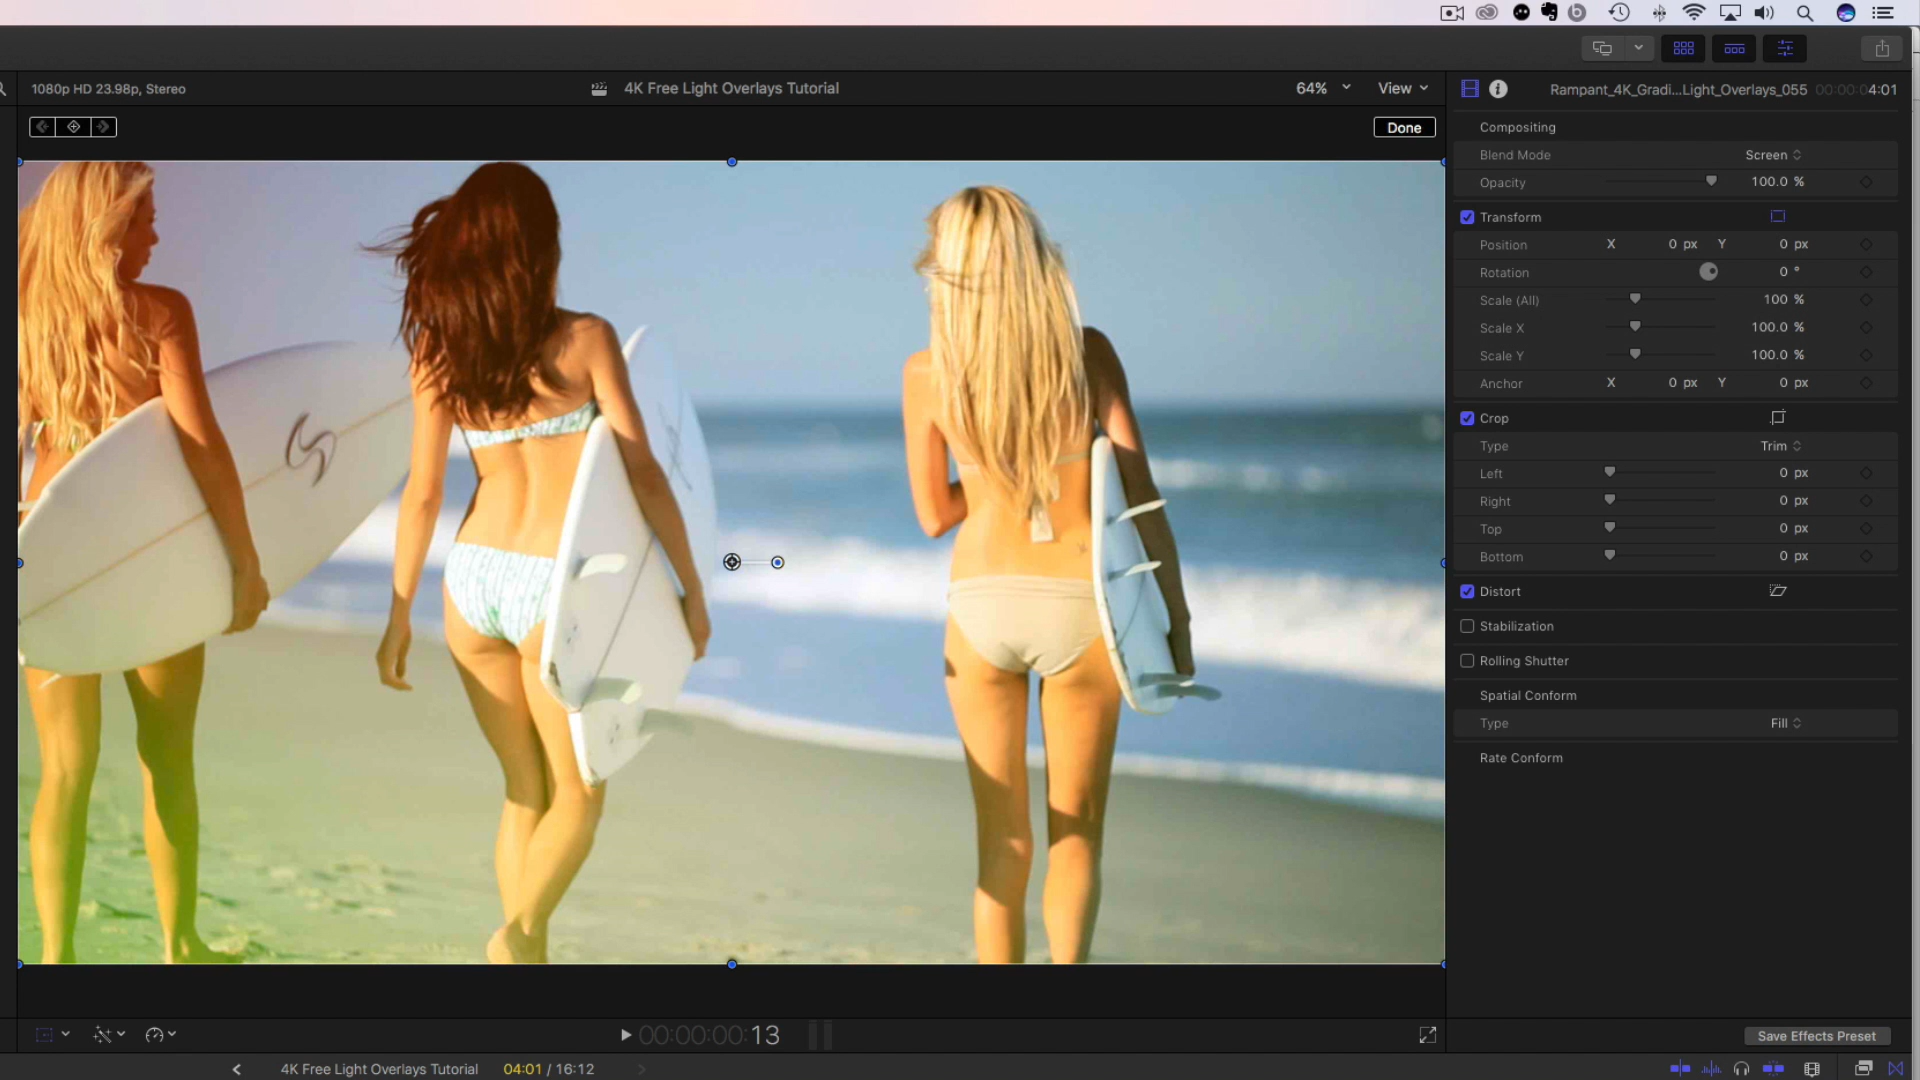 1080p HD 23.98p, Stereo
4K Free Light Overlays Tutorial
64%
View
Rampant_4K_Gradi...Light_Overlays_055
00:00:04:01
Done
Compositing
Blend Mode
Screen
Opacity
100.0 %
Transform
Position
X
0 px
Y
0 px
Rotation
0 °
Scale (All)
100 %
Scale X
100.0 %
Scale Y
100.0 %
Anchor
X
0 px
Y
0 px
Crop
Type
Trim
Left
0 px
Right
0 px
Top
0 px
Bottom
0 px
Distort
Stabilization
Rolling Shutter
Spatial Conform
Type
Fill
Rate Conform
00:00:00:13
Save Effects Preset
4K Free Light Overlays Tutorial
04:01 / 16:12